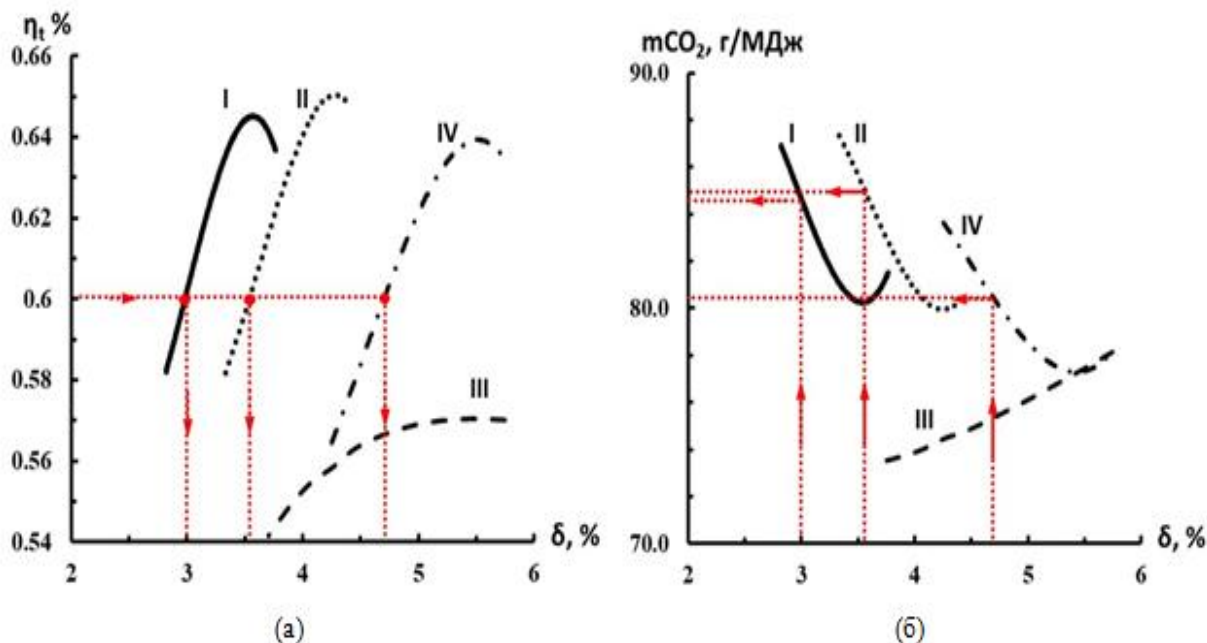 η_t %
0.66
0.64
0.62
0.6
0.58
0.56
0.54
2 3 4 5 6
δ, %
I
II
IV
III
(а)
mCO₂, г/МДж
90.0
80.0
70.0
2 3 4 5 6
δ, %
I
II
IV
III
(б)